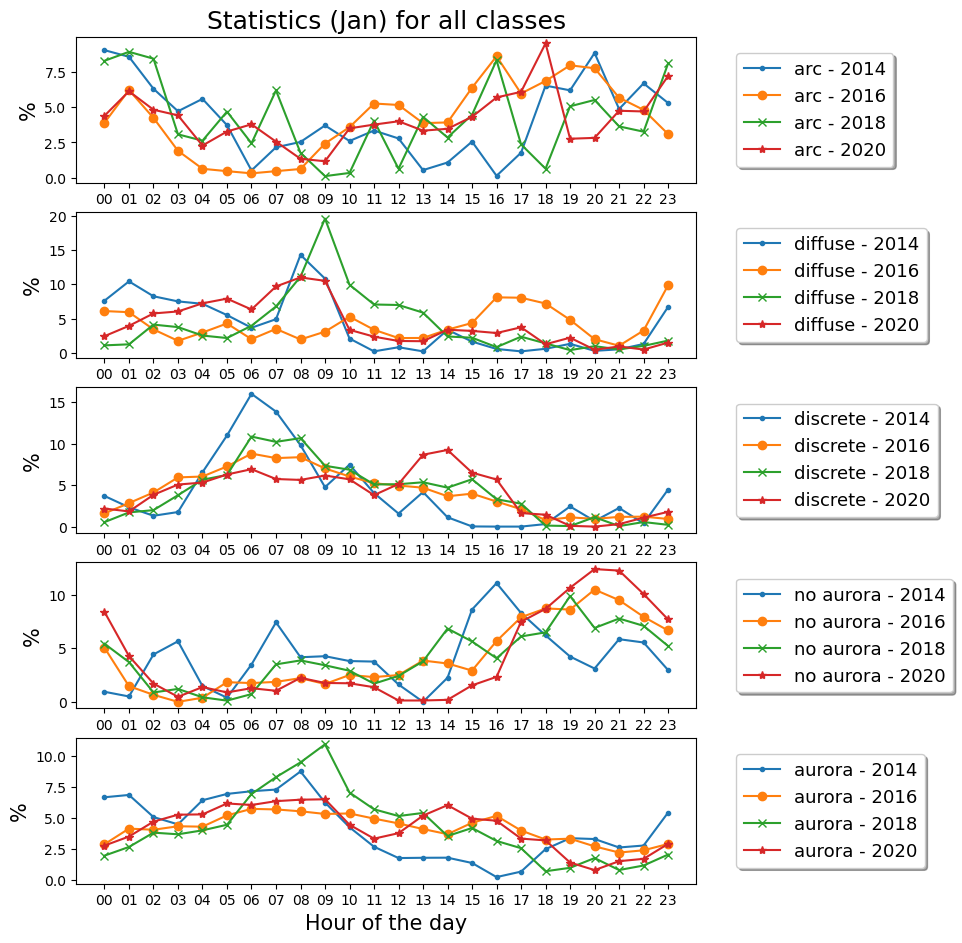 Statistics (Jan) for all classes
%
7.5
5.0
2.5
0.0
00 01 02 03 04 05 06 07 08 09 10 11 12 13 14 15 16 17 18 19 20 21 22 23
arc - 2014
arc - 2016
arc - 2018
arc - 2020
%
20
15
10
5
0
00 01 02 03 04 05 06 07 08 09 10 11 12 13 14 15 16 17 18 19 20 21 22 23
diffuse - 2014
diffuse - 2016
diffuse - 2018
diffuse - 2020
%
15
10
5
0
00 01 02 03 04 05 06 07 08 09 10 11 12 13 14 15 16 17 18 19 20 21 22 23
discrete - 2014
discrete - 2016
discrete - 2018
discrete - 2020
%
10
5
0
00 01 02 03 04 05 06 07 08 09 10 11 12 13 14 15 16 17 18 19 20 21 22 23
no aurora - 2014
no aurora - 2016
no aurora - 2018
no aurora - 2020
%
10.0
7.5
5.0
2.5
0.0
00 01 02 03 04 05 06 07 08 09 10 11 12 13 14 15 16 17 18 19 20 21 22 23
Hour of the day
aurora - 2014
aurora - 2016
aurora - 2018
aurora - 2020